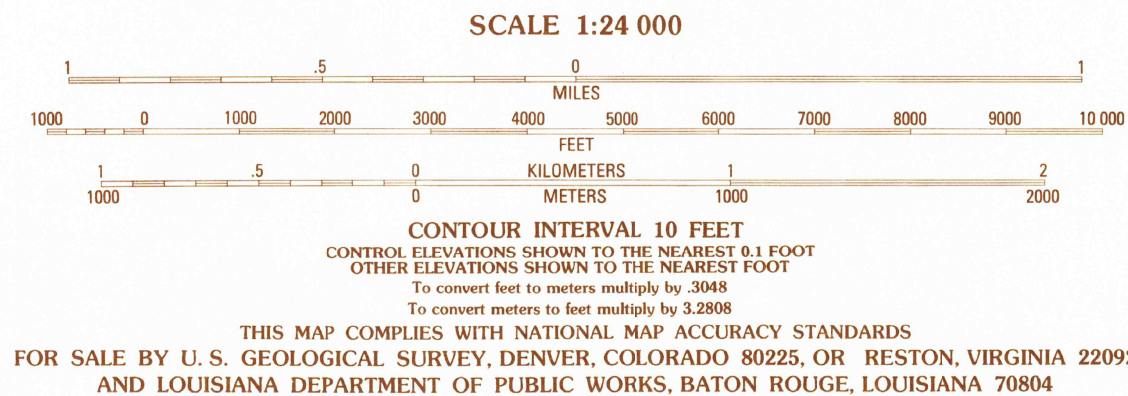 SCALE 1:24 000
1 .5 0 1
MILES
1000 0 1000 2000 3000 4000 5000 6000 7000 8000 9000 10 000
FEET
1 .5 0 KILOMETERS 1 2
1000 0 METERS 1000 2000
CONTOUR INTERVAL 10 FEET
CONTROL ELEVATIONS SHOWN TO THE NEAREST 0.1 FOOT
OTHER ELEVATIONS SHOWN TO THE NEAREST FOOT
To convert feet to meters multiply by .3048
To convert meters to feet multiply by 3.2808
THIS MAP COMPLIES WITH NATIONAL MAP ACCURACY STANDARDS
FOR SALE BY U. S. GEOLOGICAL SURVEY, DENVER, COLORADO 80225, OR RESTON, VIRGINIA 22092
AND LOUISIANA DEPARTMENT OF PUBLIC WORKS, BATON ROUGE, LOUISIANA 70804